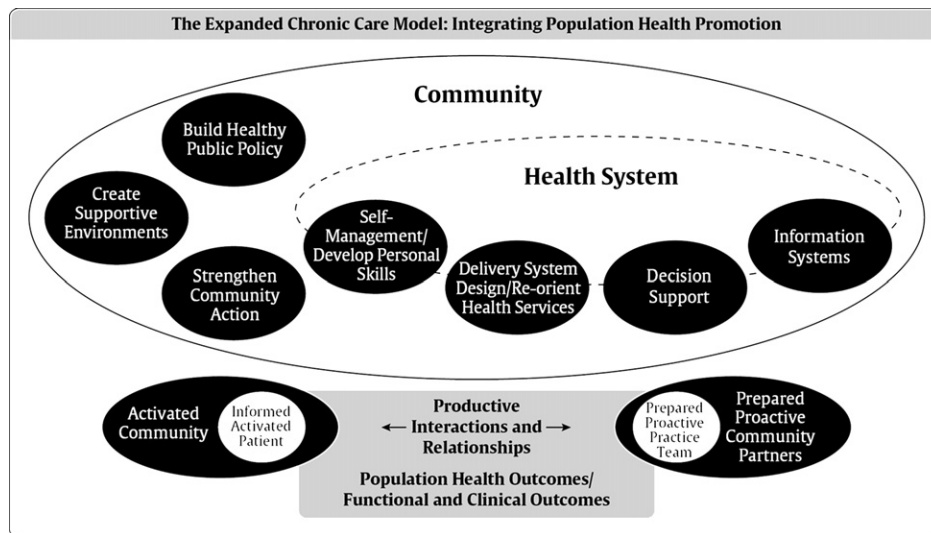 The Expanded Chronic Care Model: Integrating Population Health Promotion
Community
Build Healthy
Public Policy
Health System
Create
Supportive
Environments
Self-
Management/
Develop Personal
Skills
Information
Systems
Strengthen
Community
Action
Delivery System
Design/Re-orient
Health Services
Decision
Support
Activated
Community
Informed
Activated
Patient
Productive
Interactions and
Relationships
Prepared
Proactive
Practice
Team
Prepared
Proactive
Community
Partners
Population Health Outcomes/
Functional and Clinical Outcomes